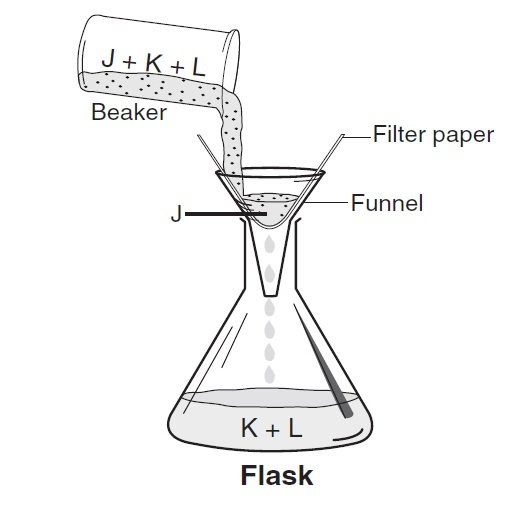 J + K + L
Beaker
Filter paper
Funnel
J
K + L
Flask